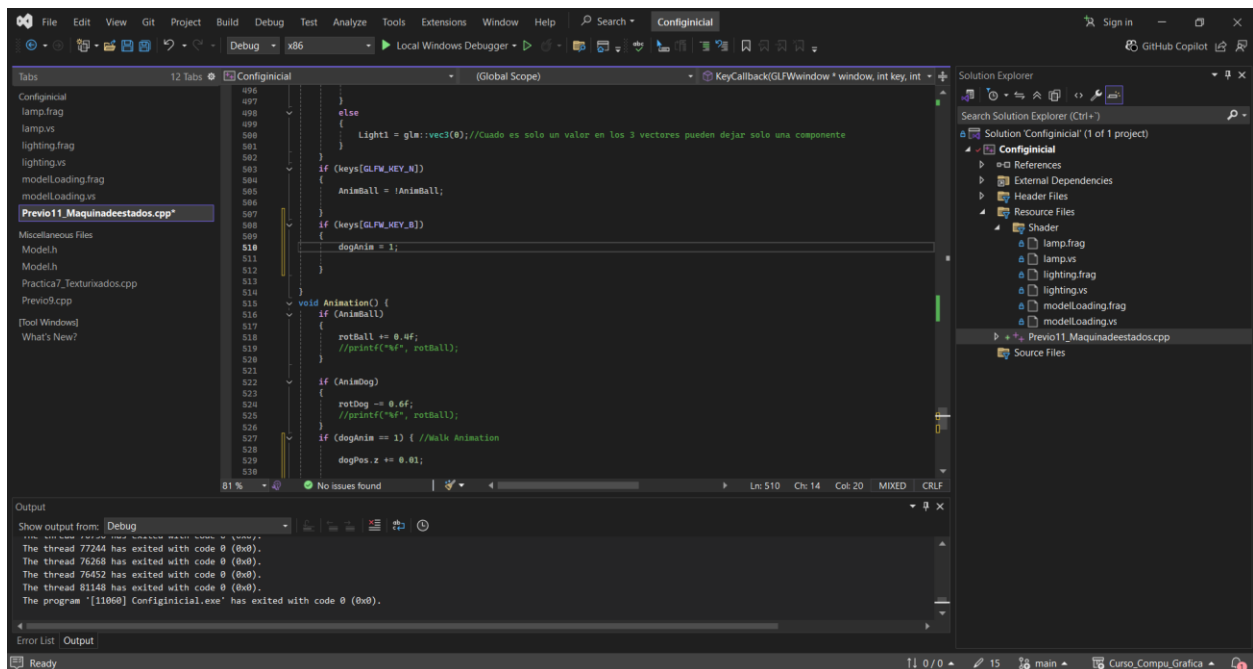 File Edit View Git Project Build Debug Test Analyze Tools Extensions Window Help Search Configinicial Sign in
Debug x86 Local Windows Debugger GitHub Copilot
Tabs 12 Tabs
Configinicial
lamp.frag
lamp.vs
lighting.frag
lighting.vs
modelLoading.frag
modelLoading.vs
Previo11_Maquinadeestados.cpp*
Miscellaneous Files
Model.h
Model.h
Practica7_Texturixados.cpp
Previo9.cpp
[Tool Windows]
What's New?
Configinicial (Global Scope) KeyCallback(GLFWwindow * window, int key, int
496
497 }
498 else
499 {
500 Light1 = glm::vec3(0);//Cuado es solo un valor en los 3 vectores pueden dejar solo una componente
501 }
502 }
503 if (keys[GLFW_KEY_N])
504 {
505 AnimBall = !AnimBall;
506
507 }
508 if (keys[GLFW_KEY_B])
509 {
510 dogAnim = 1;
511
512 }
513
514 }
515 void Animation() {
516 if (AnimBall)
517 {
518 rotBall += 0.4f;
519 //printf("%f", rotBall);
520 }
521
522 if (AnimDog)
523 {
524 rotDog -= 0.6f;
525 //printf("%f", rotBall);
526 }
527 if (dogAnim == 1) { //Walk Animation
528
529 dogPos.z += 0.01;
530
81 % No issues found Ln: 510 Ch: 14 Col: 20 MIXED CRLF
Solution Explorer
Search Solution Explorer (Ctrl+¨)
Solution 'Configinicial' (1 of 1 project)
Configinicial
References
External Dependencies
Header Files
Resource Files
Shader
lamp.frag
lamp.vs
lighting.frag
lighting.vs
modelLoading.frag
modelLoading.vs
Previo11_Maquinadeestados.cpp
Source Files
Output
Show output from: Debug
The thread 77244 has exited with code 0 (0x0).
The thread 76268 has exited with code 0 (0x0).
The thread 76452 has exited with code 0 (0x0).
The thread 81148 has exited with code 0 (0x0).
The program '[11060] Configinicial.exe' has exited with code 0 (0x0).
Error List Output
Ready 0 / 0 15 main Curso_Compu_Grafica